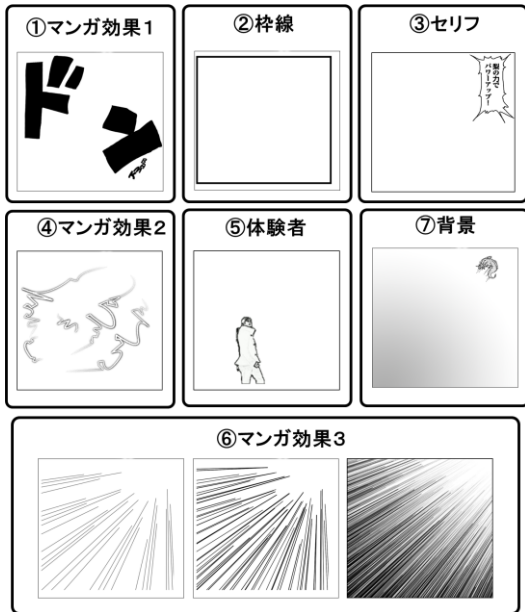 ①マンガ効果1
②枠線
③セリフ
ドン
髪の力で
パワーアップ！
④マンガ効果2
⑤体験者
⑦背景
⑥マンガ効果3